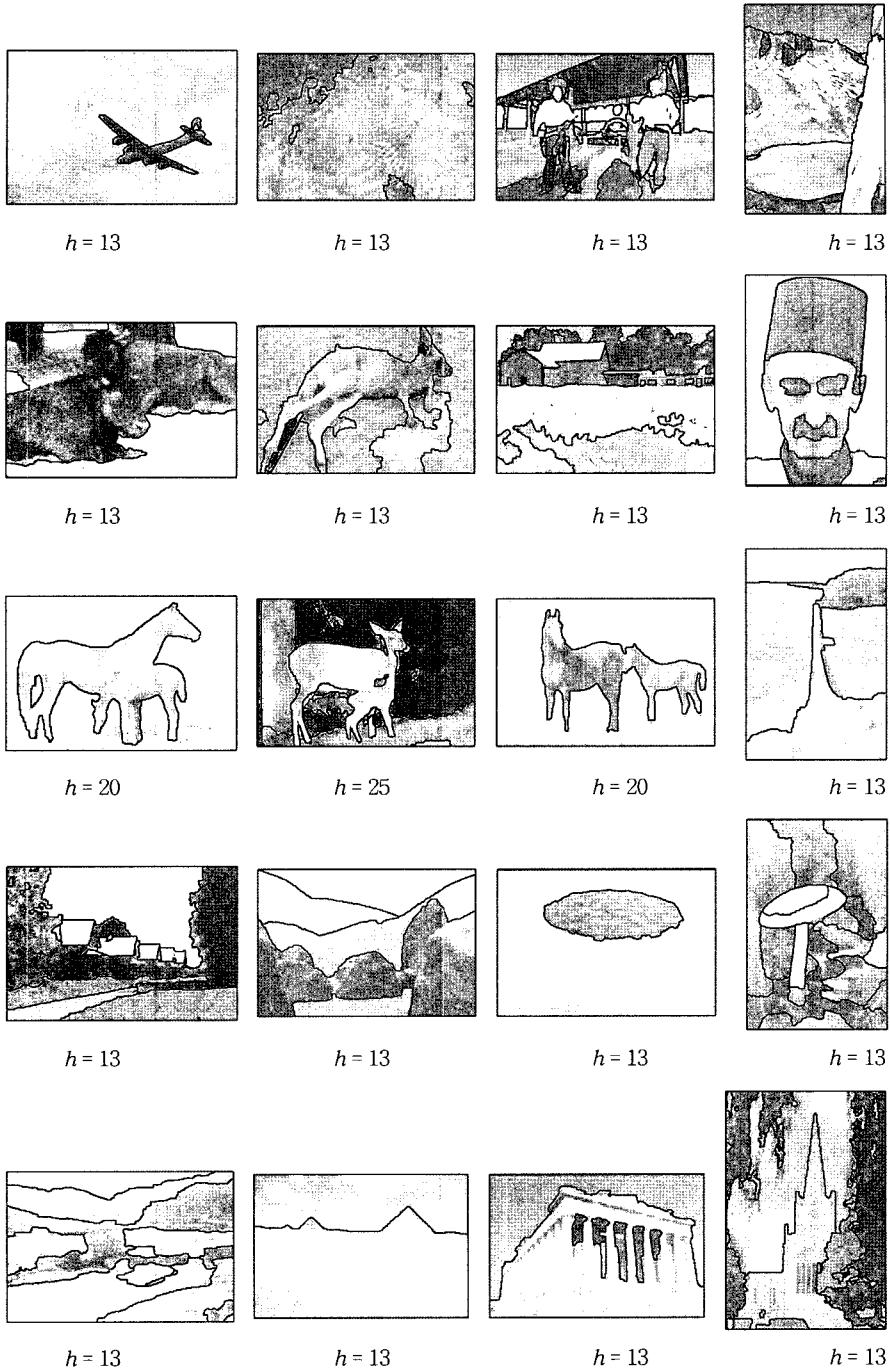 h = 13 h = 13 h = 13 h = 13
h = 13 h = 13 h = 13 h = 13
h = 20 h = 25 h = 20 h = 13
h = 13 h = 13 h = 13 h = 13
h = 13 h = 13 h = 13 h = 13